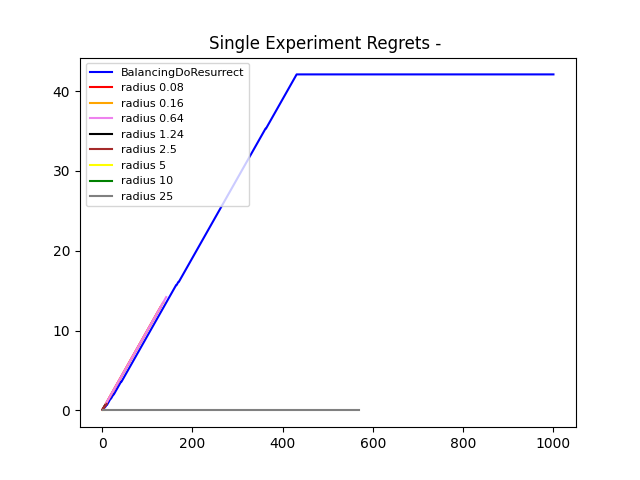 Single Experiment Regrets -
BalancingDoResurrect
radius 0.08
radius 0.16
radius 0.64
radius 1.24
radius 2.5
radius 5
radius 10
radius 25
40
30
20
10
0
0 200 400 600 800 1000